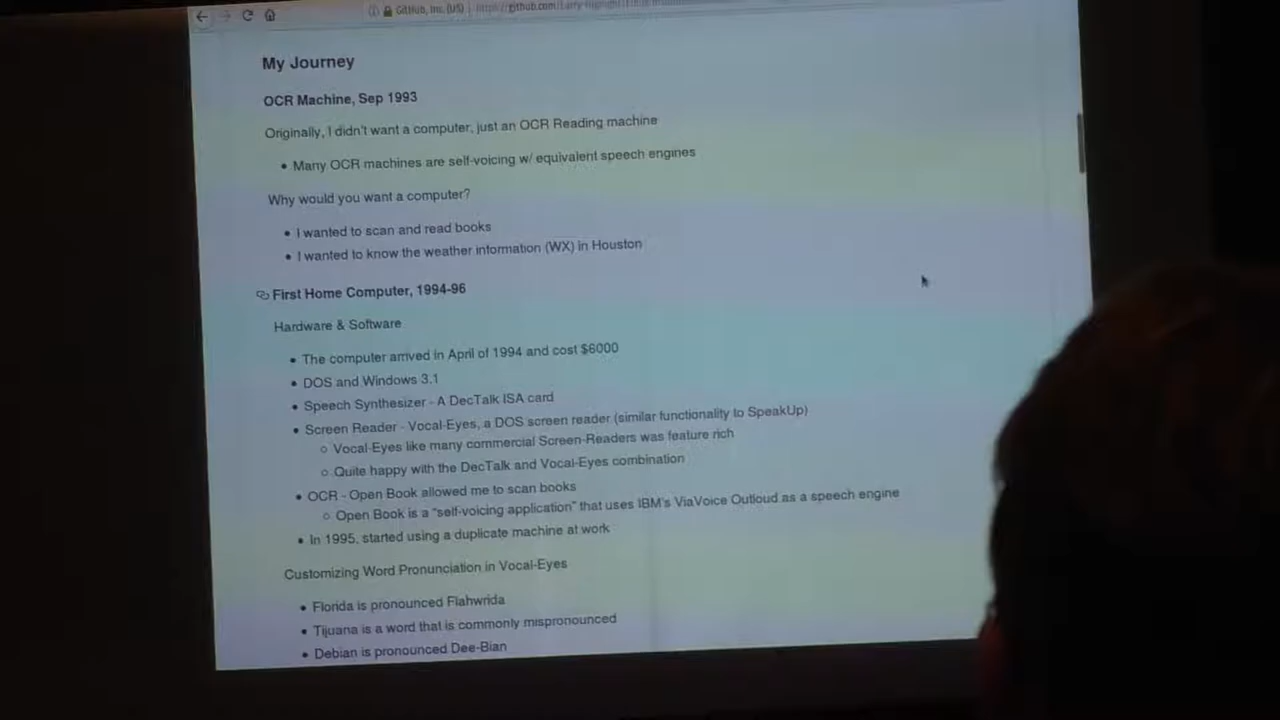 GitHub, Inc. (US) | https://github.com/
My Journey
OCR Machine, Sep 1993
Originally, I didn't want a computer, just an OCR Reading machine
• Many OCR machines are self-voicing w/ equivalent speech engines
Why would you want a computer?
• I wanted to scan and read books
• I wanted to know the weather information (WX) in Houston
First Home Computer, 1994-96
Hardware & Software
• The computer arrived in April of 1994 and cost $6000
• DOS and Windows 3.1
• Speech Synthesizer - A DecTalk ISA card
• Screen Reader - Vocal-Eyes, a DOS screen reader (similar functionality to SpeakUp)
○ Vocal-Eyes like many commercial Screen-Readers was feature rich
○ Quite happy with the DecTalk and Vocal-Eyes combination
• OCR - Open Book allowed me to scan books
○ Open Book is a "self-voicing application" that uses IBM's ViaVoice Outloud as a speech engine
• In 1995, started using a duplicate machine at work
Customizing Word Pronunciation in Vocal-Eyes
• Florida is pronounced Flahwrida
• Tijuana is a word that is commonly mispronounced
• Debian is pronounced Dee-Bian